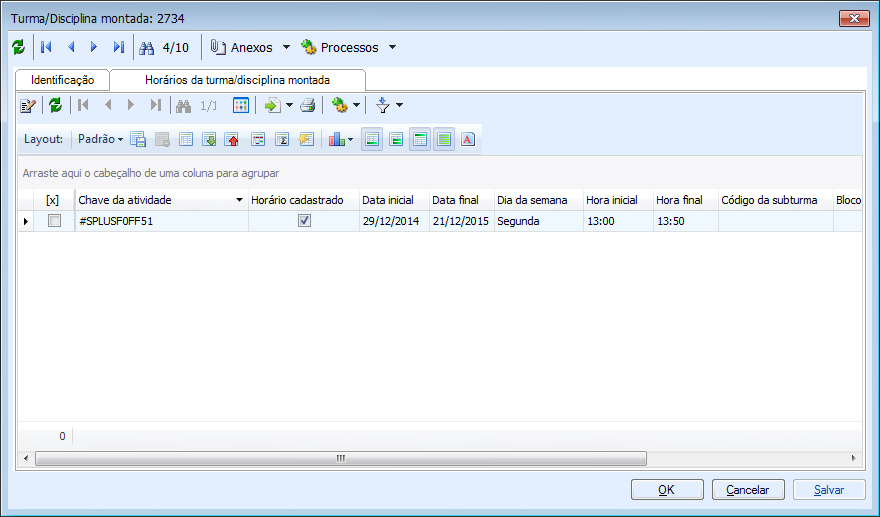 Turma/Disciplina montada: 2734
4/10 Anexos Processos
Identificação Horários da turma/disciplina montada
1/1
Layout: Padrão
Arraste aqui o cabeçalho de uma coluna para agrupar
[x] Chave da atividade Horário cadastrado Data inicial Data final Dia da semana Hora inicial Hora final Código da subturma Bloco
#SPLUSF0FF51 29/12/2014 21/12/2015 Segunda 13:00 13:50
0
OK Cancelar Salvar